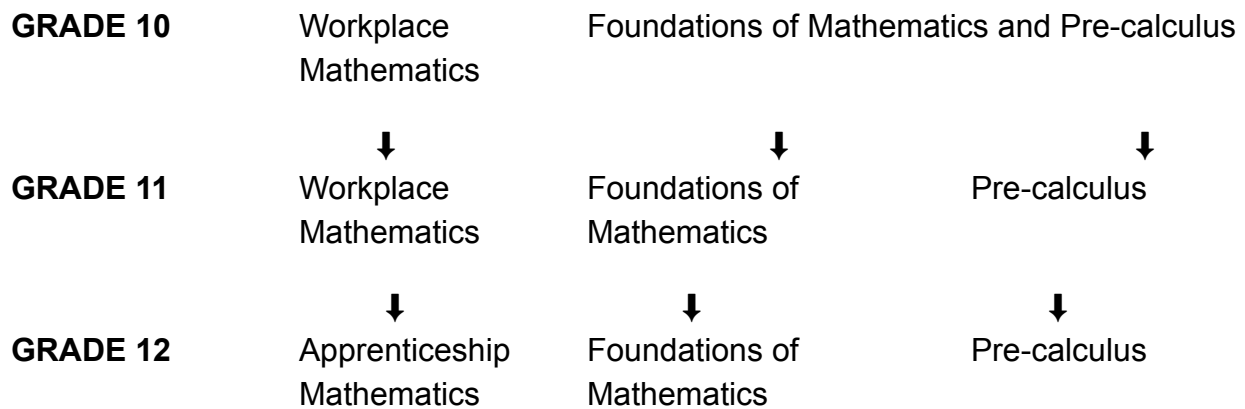 GRADE 10 Workplace Foundations of Mathematics and Pre-calculus
Mathematics
⬇ ⬇ ⬇
GRADE 11 Workplace Foundations of Pre-calculus
Mathematics Mathematics
⬇ ⬇ ⬇
GRADE 12 Apprenticeship Foundations of Pre-calculus
Mathematics Mathematics